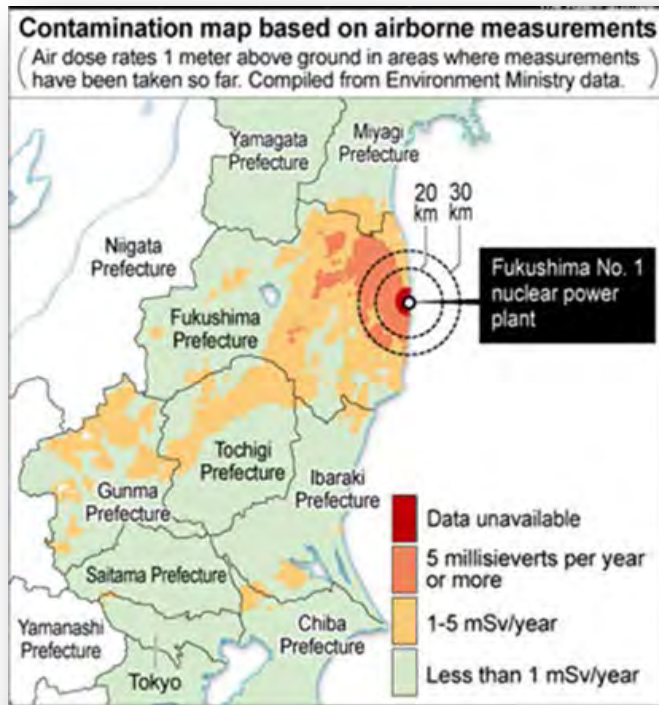 Contamination map based on airborne measurements
(Air dose rates 1 meter above ground in areas where measurements
have been taken so far. Compiled from Environment Ministry data.)
Yamagata
Prefecture
Miyagi
Prefecture
20
km
30
km
Niigata
Prefecture
Fukushima No. 1
nuclear power
plant
Fukushima
Prefecture
Tochigi
Prefecture
Ibaraki
Prefecture
Gunma
Prefecture
Data unavailable
5 millisieverts per year
or more
Saitama Prefecture
1-5 mSv/year
Yamanashi
Prefecture
Chiba
Prefecture
Tokyo
Less than 1 mSv/year